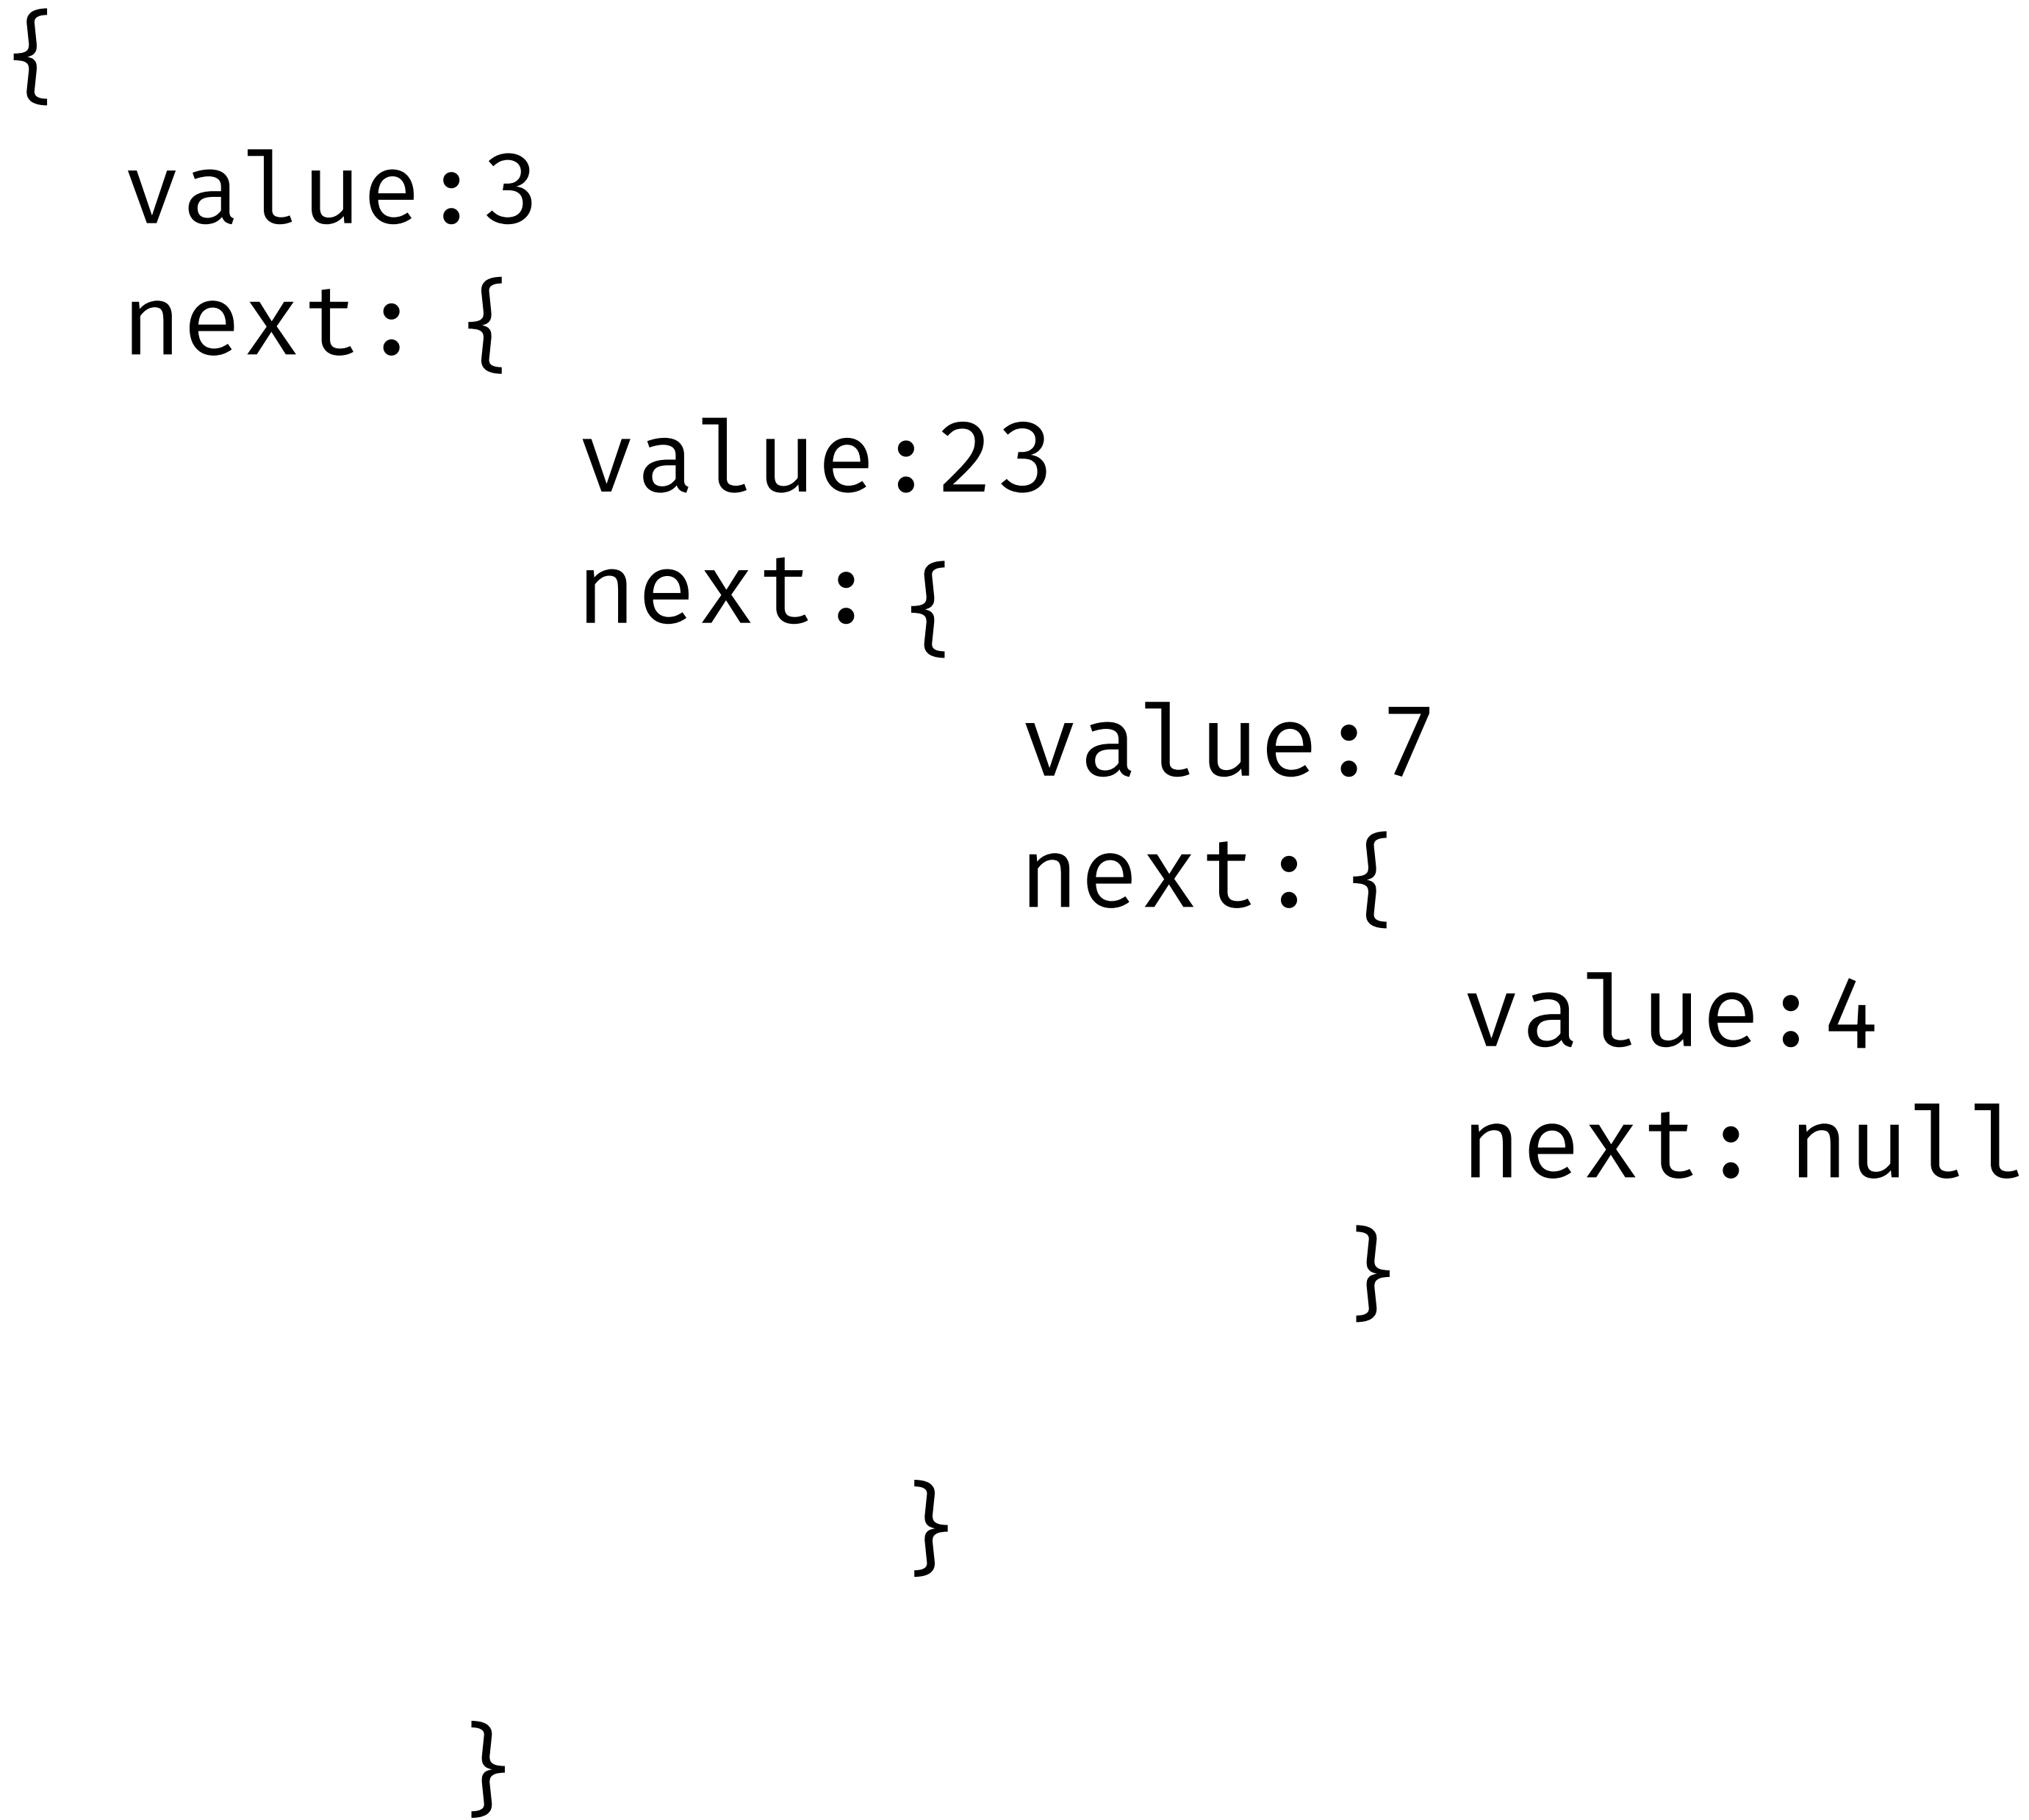 {
value:3
next: {
value:23
next: {
value:7
next: {
value:4
next: null
}
}
}